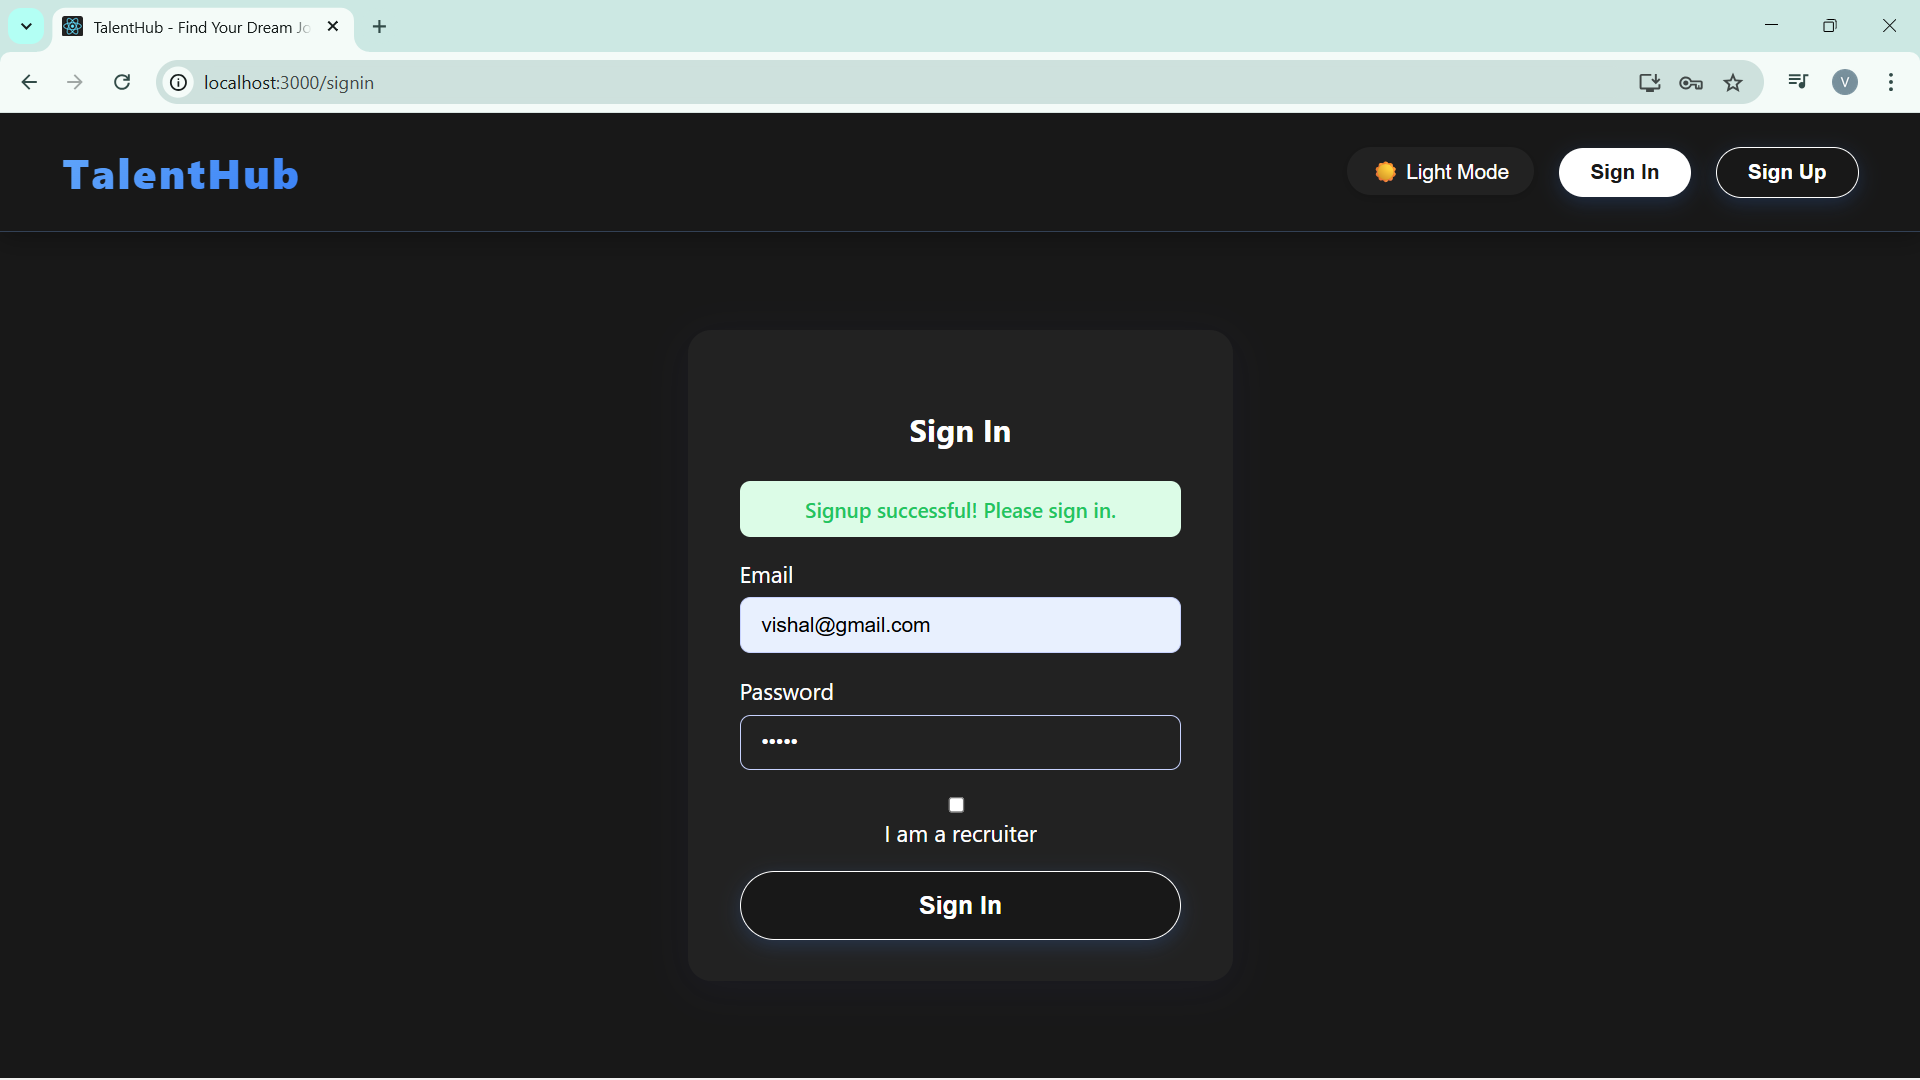 TalentHub - Find Your Dream Jo
localhost:3000/signin
V
TalentHub
Light Mode
Sign In
Sign Up
Sign In
Signup successful! Please sign in.
Email
vishal@gmail.com
Password
•••••
I am a recruiter
Sign In